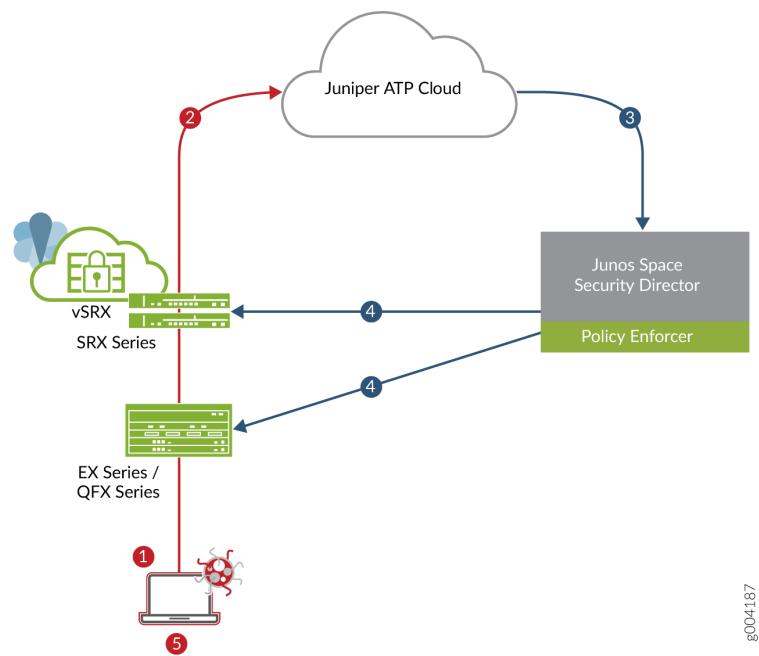 Juniper ATP Cloud
2
3
vSRX
SRX Series
4
Junos Space
Security Director
Policy Enforcer
4
EX Series /
QFX Series
1
5
g004187